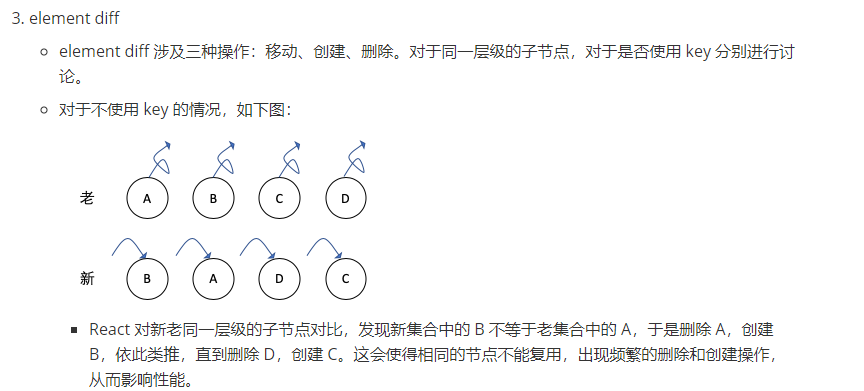 3. element diff
element diff 涉及三种操作：移动、创建、删除。对于同一层级的子节点，对于是否使用 key 分别进行讨
论。
对于不使用 key 的情况，如下图：
老 A B C D
新 B A D C
React 对新老同一层级的子节点对比，发现新集合中的 B 不等于老集合中的 A，于是删除 A，创建
B，依此类推，直到删除 D，创建 C。这会使得相同的节点不能复用，出现频繁的删除和创建操作，
从而影响性能。